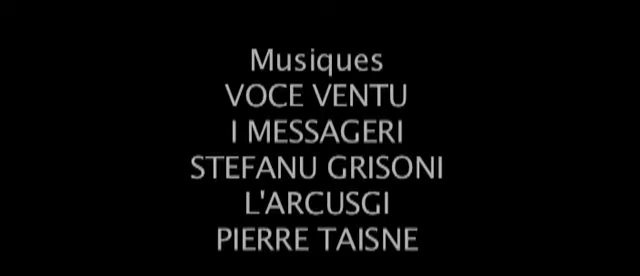 Musiques
VOCE VENTU
I MESSAGERI
STEFANU GRISONI
L'ARCUSGI
PIERRE TAISNE